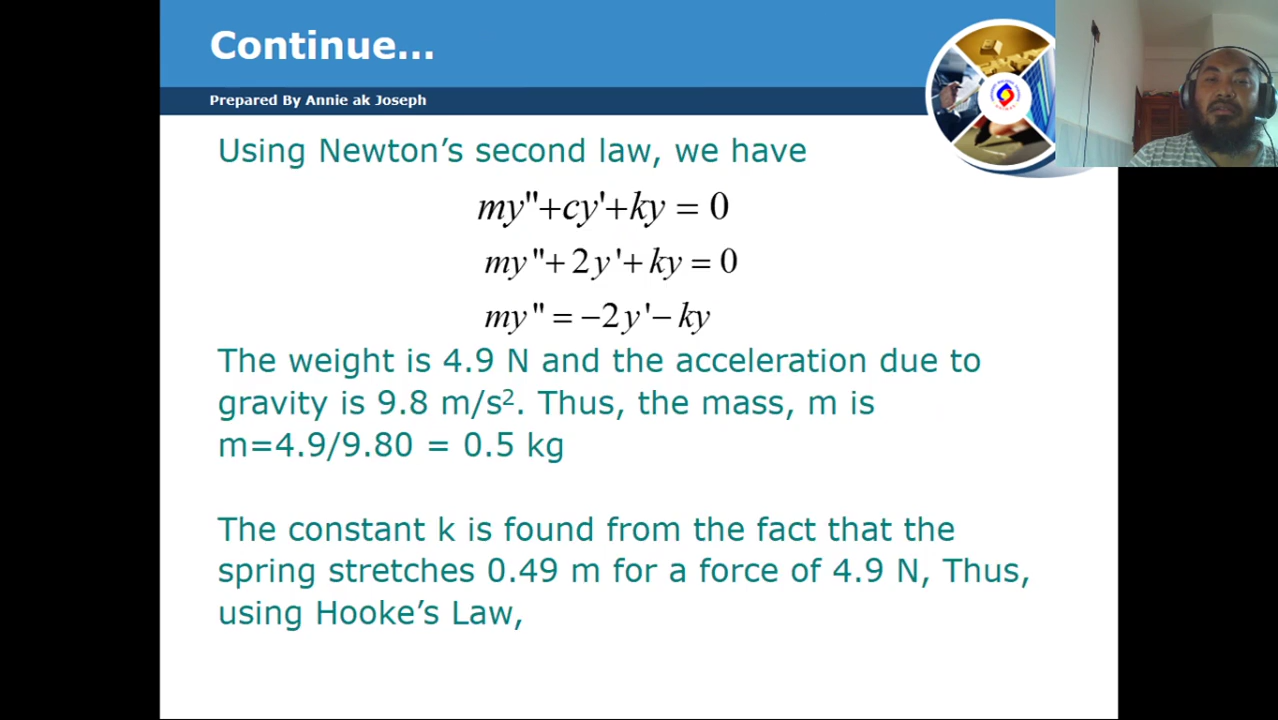 Continue...
Prepared By Annie ak Joseph
Using Newton’s second law, we have
my"+cy'+ky = 0
my"+ 2y'+ ky = 0
my" = −2y'− ky
The weight is 4.9 N and the acceleration due to
gravity is 9.8 m/s². Thus, the mass, m is
m=4.9/9.80 = 0.5 kg
The constant k is found from the fact that the
spring stretches 0.49 m for a force of 4.9 N, Thus,
using Hooke’s Law,